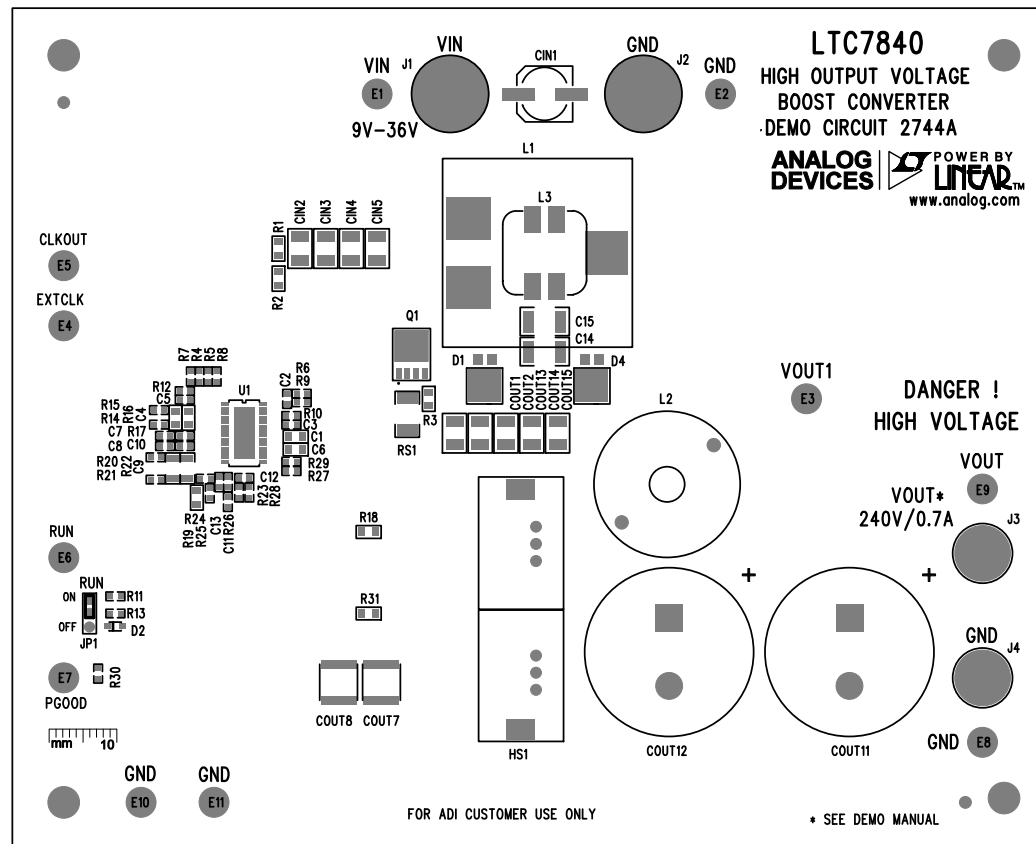 VIN
GND
LTC7840
HIGH OUTPUT VOLTAGE
BOOST CONVERTER
DEMO CIRCUIT 2744A
VIN
J1
CIN1
J2
GND
E1
E2
9V-36V
ANALOG
DEVICES
POWER BY
LINEAR TM
www.analog.com
L1
L3
CIN2
CIN3
CIN4
CIN5
R1
R2
CLKOUT
E5
EXTCLK
E4
Q1
C15
C14
D1
D4
COUT1
COUT2
COUT13
COUT14
COUT15
R3
RS1
VOUT1
E3
DANGER !
HIGH VOLTAGE
L2
R7
R4
R5
R8
R12
C5
U1
C2
R6
R9
R15
R14
R16
C4
R10
C3
C7
R17
C1
C8
C10
C6
R20
R21
R22
C9
R29
R27
C12
R23
R28
R24
R19
R25
C13
C11
R26
VOUT
E9
VOUT*
240V/0.7A
J3
R18
RUN
E6
RUN
ON
OFF
JP1
R11
R13
D2
R31
+
+
GND
J4
E7
PGOOD
R30
COUT8
COUT7
HS1
COUT12
COUT11
GND
E8
mm 10
GND
E10
GND
E11
FOR ADI CUSTOMER USE ONLY
* SEE DEMO MANUAL